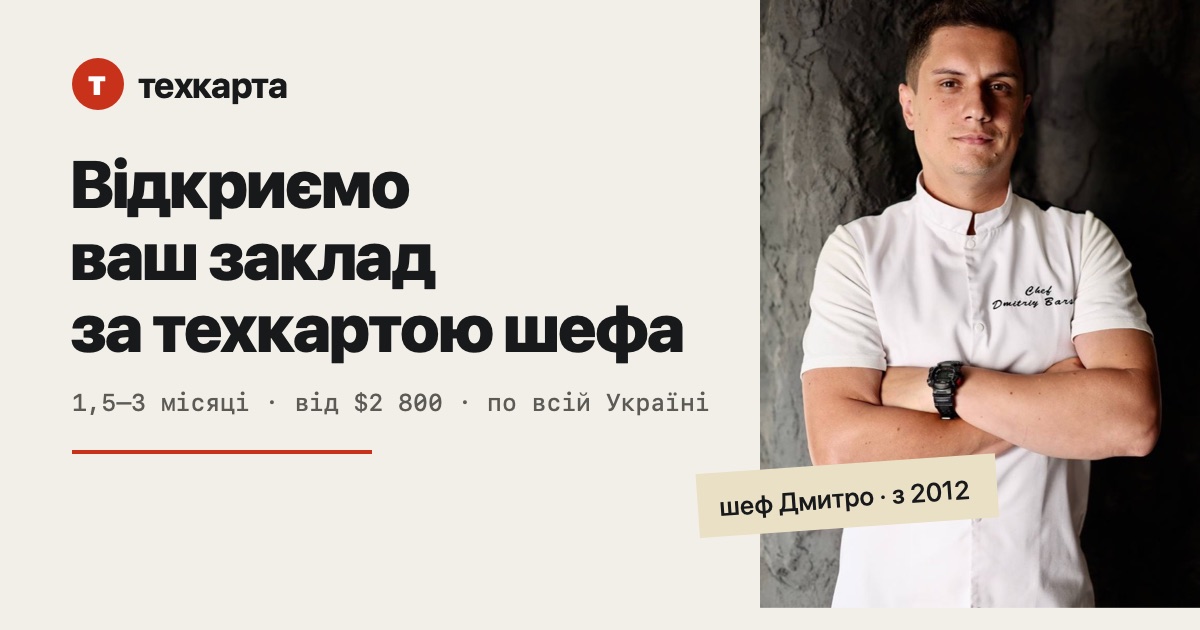 т
техкарта
Відкриємо
ваш заклад
за техкартою шефа
1,5—3 місяці · від $2 800 · по всій Україні
Chef
Dmitriy
шеф Дмитро · з 2012